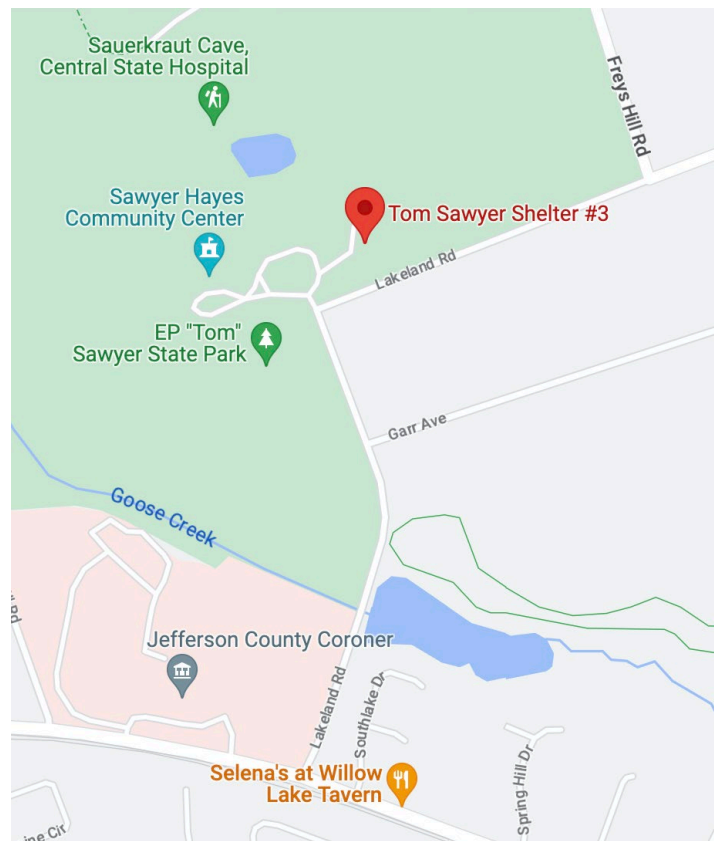 Sauerkraut Cave,
Central State Hospital
Freys Hill Rd
Sawyer Hayes
Community Center
Tom Sawyer Shelter #3
Lakeland Rd
EP "Tom"
Sawyer State Park
Garr Ave
Goose Creek
Jefferson County Coroner
Lakeland Rd
Southlake Dr
Selena's at Willow
Lake Tavern
Spring Hill Dr
Rd
Cir